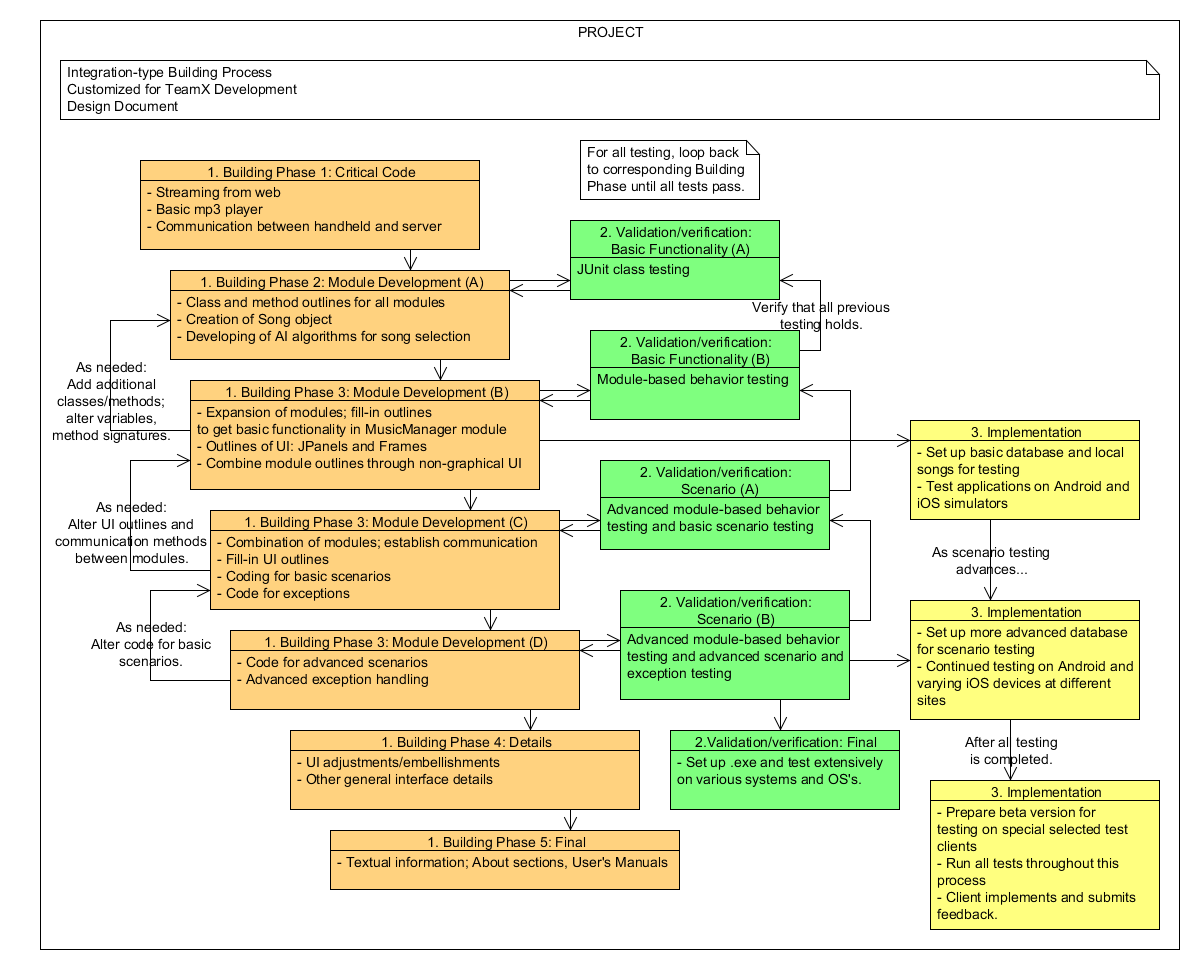 PROJECT
Integration-type Building Process
Customized for TeamX Development
Design Document
For all testing, loop back
to corresponding Building
Phase until all tests pass.
1. Building Phase 1: Critical Code
- Streaming from web
- Basic mp3 player
- Communication between handheld and server
2. Validation/verification:
Basic Functionality (A)
JUnit class testing
1. Building Phase 2: Module Development (A)
- Class and method outlines for all modules
- Creation of Song object
- Developing of AI algorithms for song selection
Verify that all previous
testing holds.
2. Validation/verification:
Basic Functionality (B)
Module-based behavior testing
As needed:
Add additional
classes/methods;
alter variables,
method signatures.
1. Building Phase 3: Module Development (B)
- Expansion of modules; fill-in outlines
to get basic functionality in MusicManager module
- Outlines of UI: JPanels and Frames
- Combine module outlines through non-graphical UI
3. Implementation
- Set up basic database and local
songs for testing
- Test applications on Android and
iOS simulators
2. Validation/verification:
Scenario (A)
Advanced module-based behavior
testing and basic scenario testing
As needed:
Alter UI outlines and
communication methods
between modules.
1. Building Phase 3: Module Development (C)
- Combination of modules; establish communication
- Fill-in UI outlines
- Coding for basic scenarios
- Code for exceptions
As scenario testing
advances...
2. Validation/verification:
Scenario (B)
Advanced module-based behavior
testing and advanced scenario and
exception testing
3. Implementation
- Set up more advanced database
for scenario testing
- Continued testing on Android and
varying iOS devices at different
sites
As needed:
Alter code for basic
scenarios.
1. Building Phase 3: Module Development (D)
- Code for advanced scenarios
- Advanced exception handling
1. Building Phase 4: Details
- UI adjustments/embellishments
- Other general interface details
2.Validation/verification: Final
- Set up .exe and test extensively
on various systems and OS's.
After all testing
is completed.
3. Implementation
- Prepare beta version for
testing on special selected test
clients
- Run all tests throughout this
process
- Client implements and submits
feedback.
1. Building Phase 5: Final
- Textual information; About sections, User's Manuals